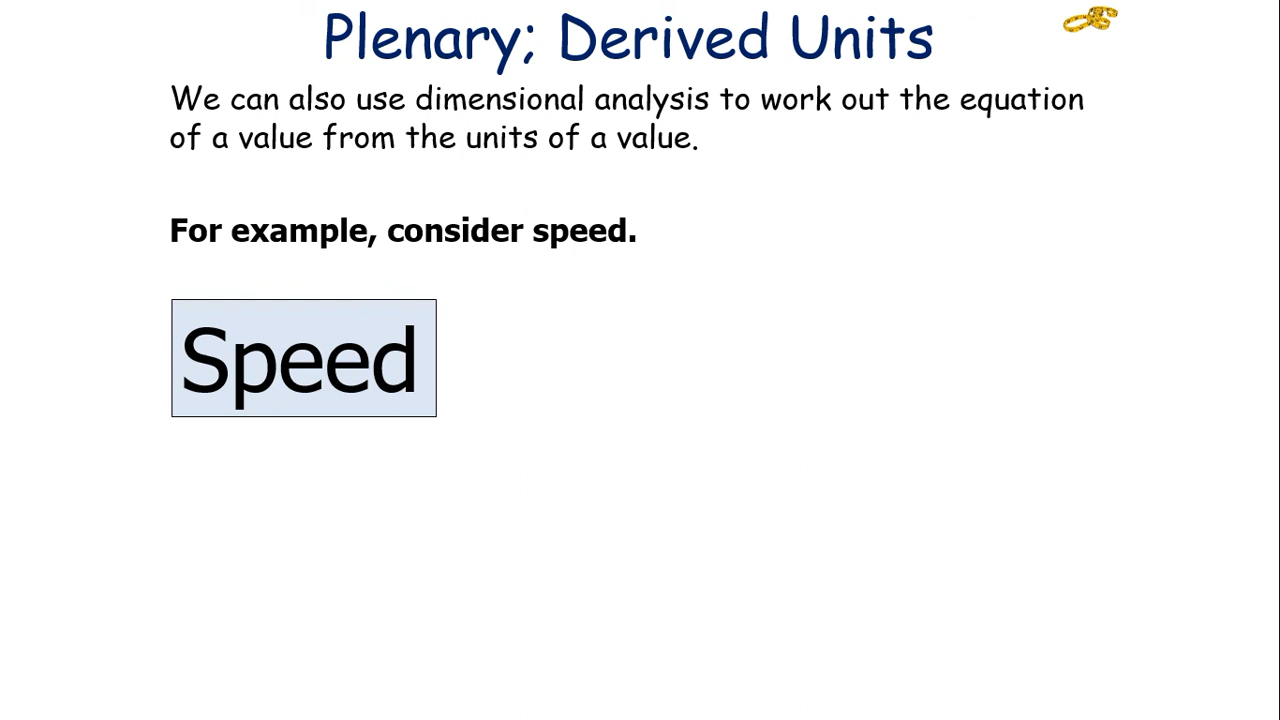 Plenary; Derived Units
We can also use dimensional analysis to work out the equation
of a value from the units of a value.
For example, consider speed.
Speed